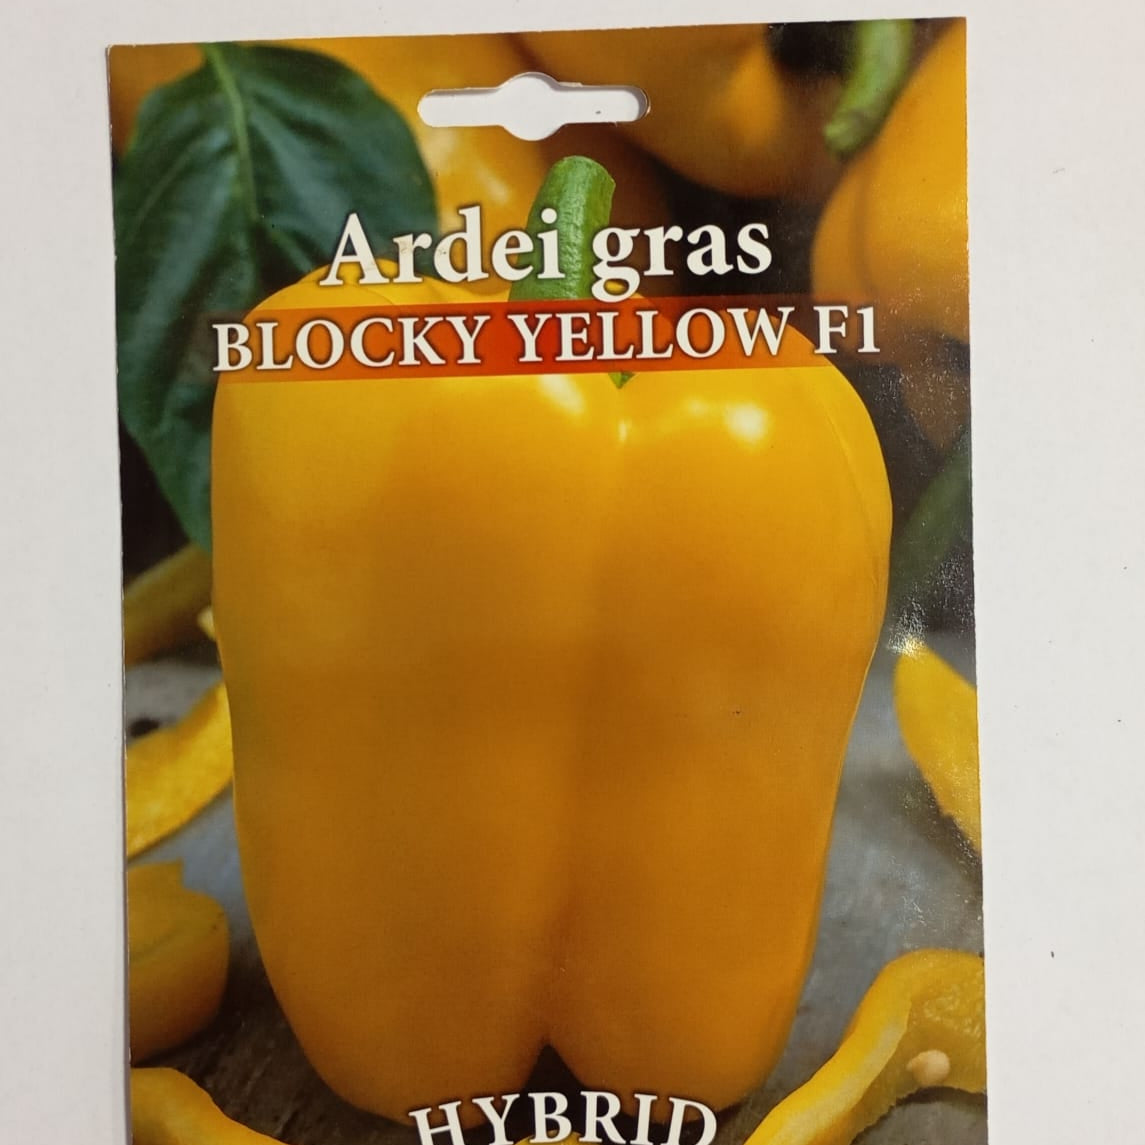 Ardei gras
BLOCKY YELLOW F1
HYBRID